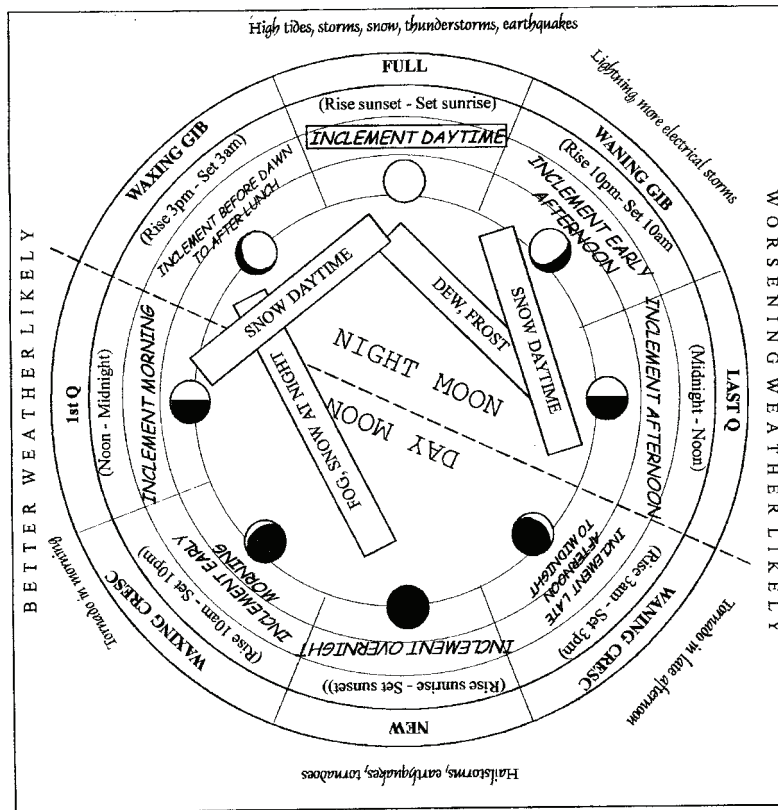 High tides, storms, snow, thunderstorms, earthquakes
FULL
(Rise sunset - Set sunrise)
INCLEMENT DAYTIME
Lightning, more electrical storms
WANING GIB
(Rise 10pm- Set 10am
INCLEMENT EARLY
AFTERNOON
WORSENING WEATHER LIKELY
LAST Q
(Midnight - Noon)
INCLEMENT AFTERNOON
Tornado in late afternoon
WANING CRESC
(Rise 3am - Set 3pm)
INCLEMENT LATE
AFTERNOON
TO MIDNIGHT
Hailstorms, earthquakes, tornadoes
NEW
(Rise sunrise - Set sunset))
INCLEMENT OVERNIGHT
Tornado in morning
WAXING CRESC
(Rise 10am - Set 10pm)
INCLEMENT EARLY
MORNING
BETTER WEATHER LIKELY
1st Q
(Noon - Midnight)
INCLEMENT MORNING
WAXING GIB
(Rise 3pm - Set 3am)
INCLEMENT BEFORE DAWN
TO AFTER LUNCH
SNOW DAYTIME
DEW, FROST
SNOW DAYTIME
FOG, SNOW AT NIGHT
NIGHT MOON
DAY MOON